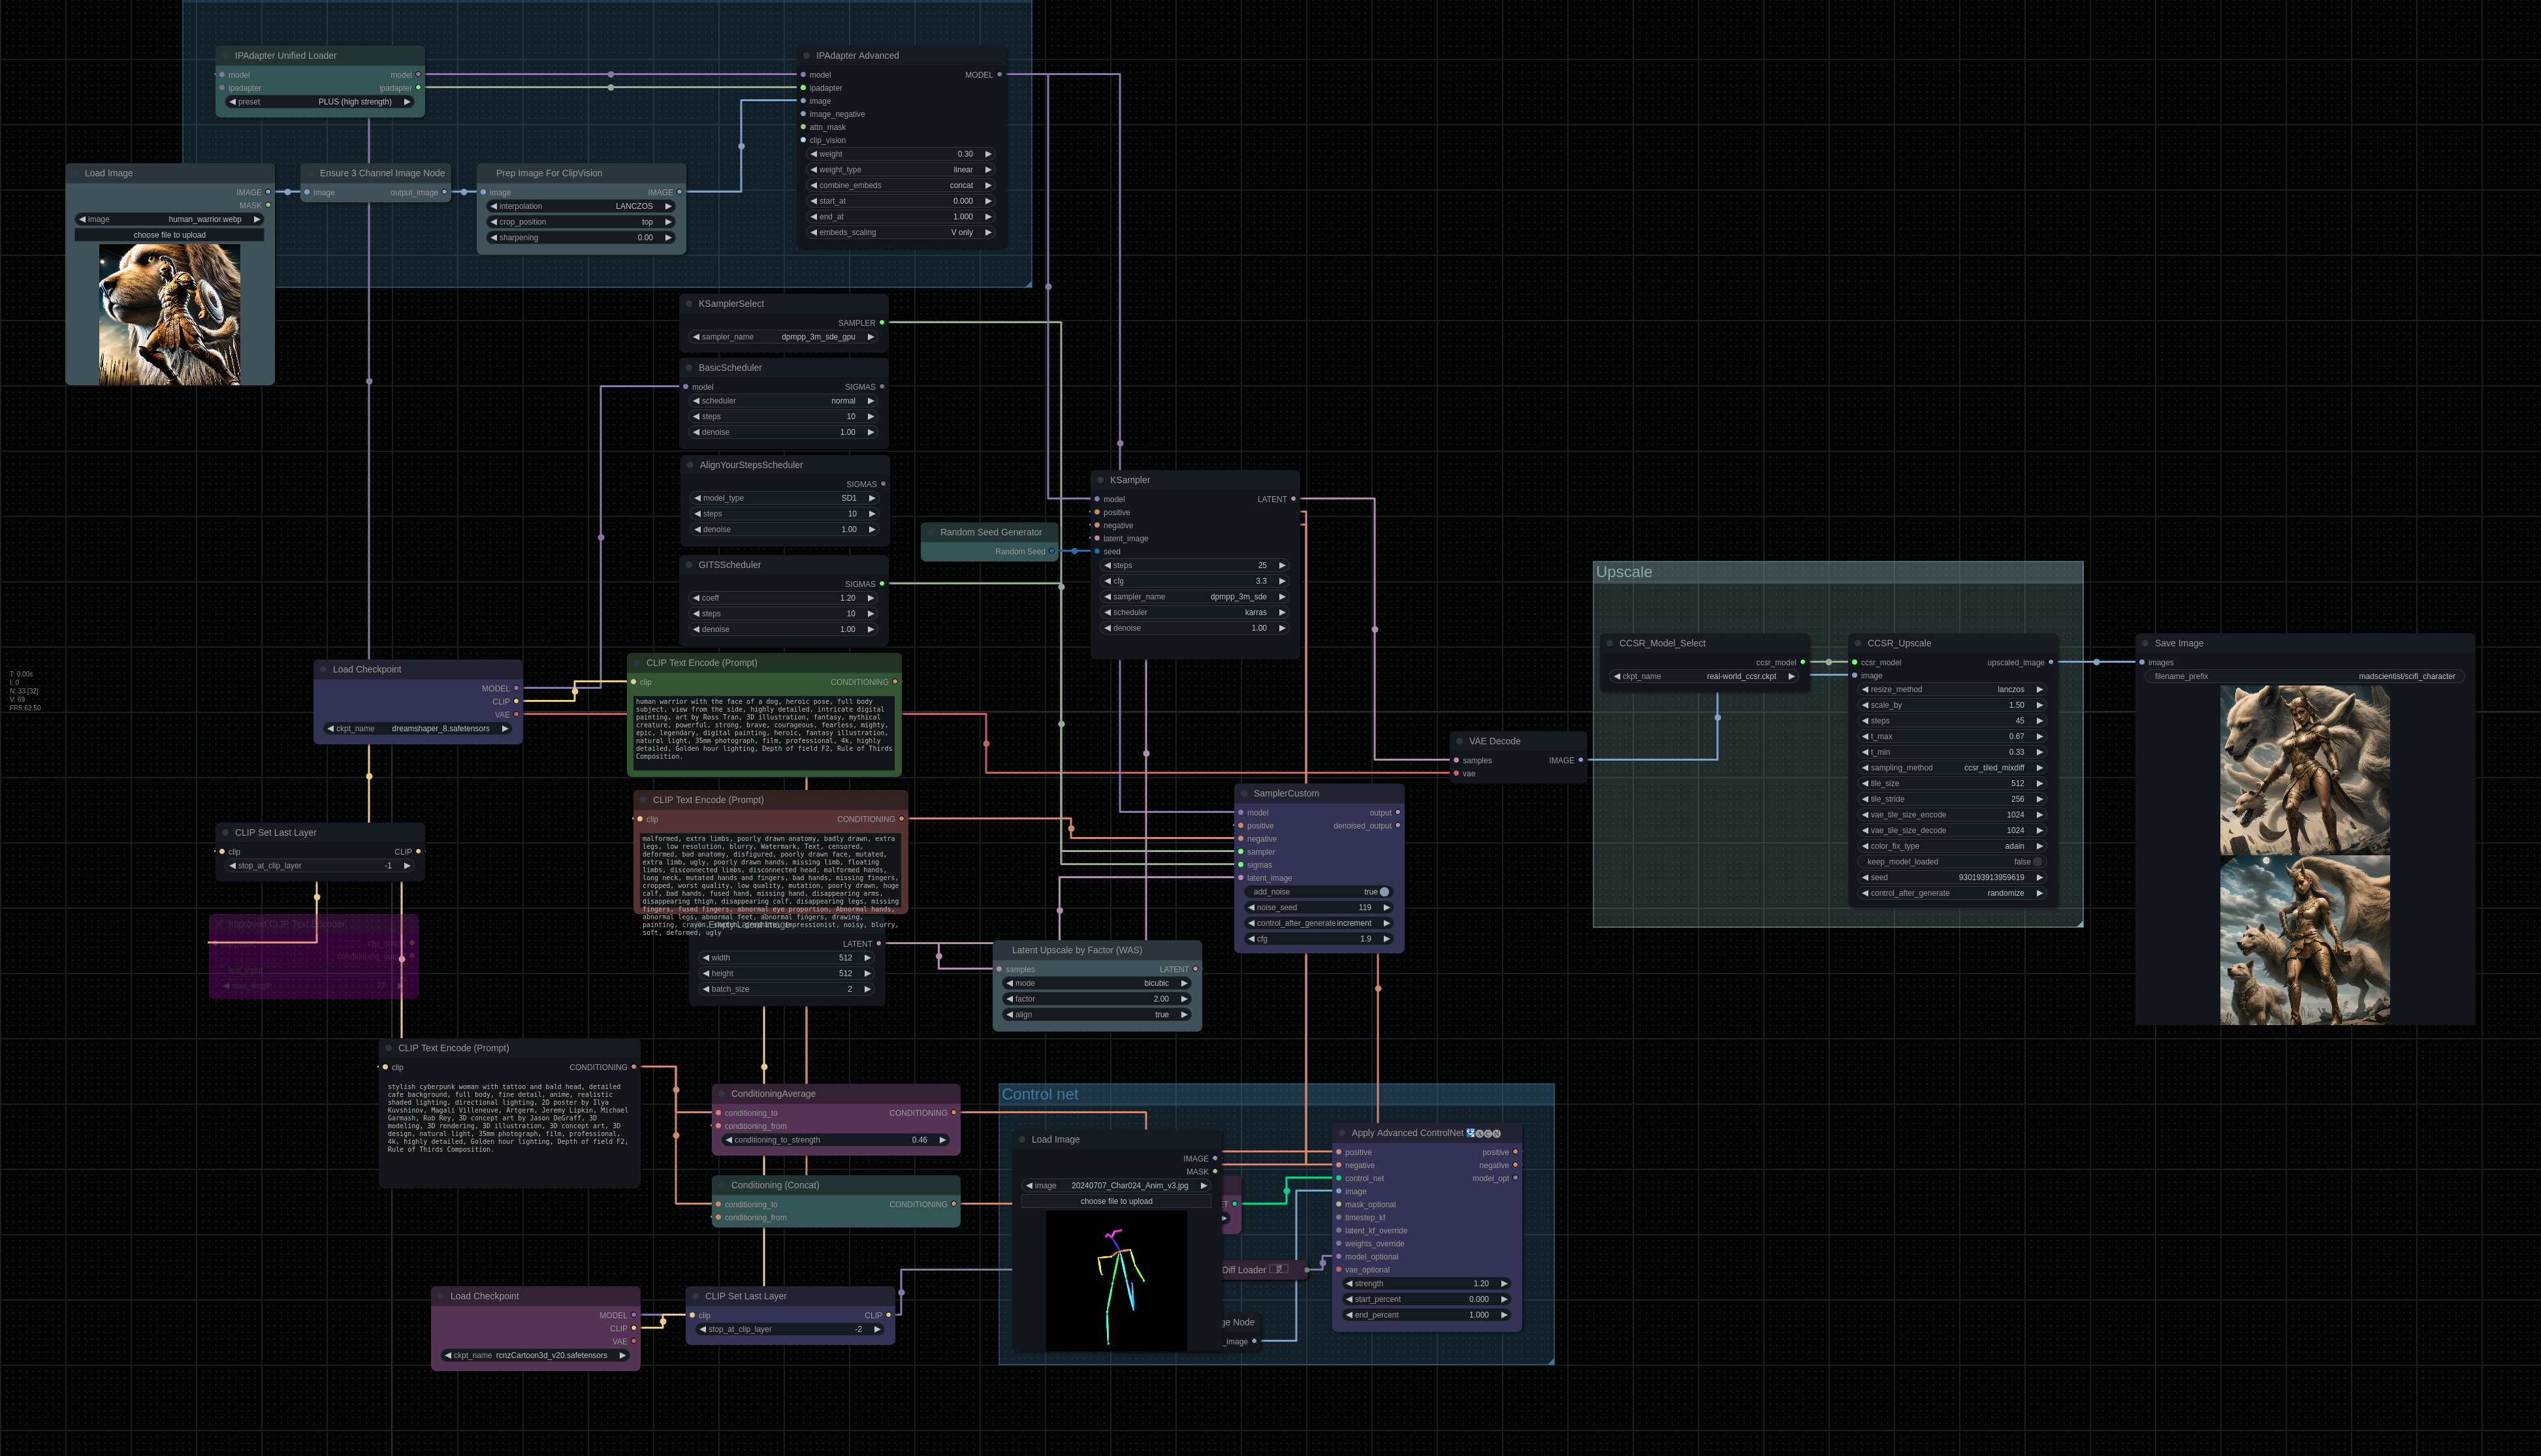 IPAdapter Unified Loader
model model
ipadapter ipadapter
preset PLUS (high strength)
IPAdapter Advanced
model MODEL
ipadapter
image
image_negative
attn_mask
clip_vision
weight 0.30
weight_type linear
combine_embeds concat
start_at 0.000
end_at 1.000
embeds_scaling V only
Load Image
IMAGE
MASK
image human_warrior.webp
choose file to upload
Ensure 3 Channel Image Node
image output_image
Prep Image For ClipVision
image IMAGE
interpolation LANCZOS
crop_position top
sharpening 0.00
KSamplerSelect
SAMPLER
sampler_name dpmpp_3m_sde_gpu
BasicScheduler
model SIGMAS
scheduler normal
steps 10
denoise 1.00
AlignYourStepsScheduler
SIGMAS
model_type SD1
steps 10
denoise 1.00
GITSScheduler
SIGMAS
coeff 1.20
steps 10
denoise 1.00
Random Seed Generator
Random Seed
KSampler
model LATENT
positive
negative
latent_image
seed
steps 25
cfg 3.3
sampler_name dpmpp_3m_sde
scheduler karras
denoise 1.00
T: 0.00s
I: 0
N: 33 [32]
V: 69
FPS:62.50
Load Checkpoint
MODEL
CLIP
VAE
ckpt_name dreamshaper_8.safetensors
CLIP Text Encode (Prompt)
clip CONDITIONING
human warrior with the face of a dog, heroic pose, full body
subject, view from the side, highly detailed, intricate digital
painting, art by Ross Tran, 3D illustration, fantasy, mythical
creature, powerful, strong, brave, courageous, fearless, mighty,
epic, legendary, digital painting, heroic, fantasy illustration,
natural light, 35mm photograph, film, professional, 4k, highly
detailed, Golden hour lighting, Depth of field F2, Rule of Thirds
Composition.
CLIP Text Encode (Prompt)
clip CONDITIONING
malformed, extra limbs, poorly drawn anatomy, badly drawn, extra
legs, low resolution, blurry, Watermark, Text, censored,
deformed, bad anatomy, disfigured, poorly drawn face, mutated,
extra limb, ugly, poorly drawn hands, missing limb, floating
limbs, disconnected limbs, disconnected head, malformed hands,
long neck, mutated hands and fingers, bad hands, missing fingers,
cropped, worst quality, low quality, mutation, poorly drawn, huge
calf, bad hands, fused hand, missing hand, disappearing arms,
disappearing thigh, disappearing calf, disappearing legs, missing
fingers, fused fingers, abnormal eye proportion, Abnormal hands,
abnormal legs, abnormal feet, abnormal fingers, drawing,
painting, crayon, sketch, graphite, impressionist, noisy, blurry,
soft, deformed, ugly
Empty Latent Image
LATENT
width 512
height 512
batch_size 2
CLIP Set Last Layer
clip CLIP
stop_at_clip_layer -1
Improved CLIP Text Encoder
text_input
max_length 77
Latent Upscale by Factor (WAS)
samples LATENT
mode bicubic
factor 2.00
align true
SamplerCustom
model output
positive denoised_output
negative
sampler
sigmas
latent_image
add_noise true
noise_seed 119
control_after_generate increment
cfg 1.9
VAE Decode
samples IMAGE
vae
Upscale
CCSR_Model_Select
ccsr_model
ckpt_name real-world_ccsr.ckpt
CCSR_Upscale
ccsr_model upscaled_image
image
resize_method lanczos
scale_by 1.50
steps 45
t_max 0.67
t_min 0.33
sampling_method ccsr_tiled_mixdiff
tile_size 512
tile_stride 256
vae_tile_size_encode 1024
vae_tile_size_decode 1024
color_fix_type adain
keep_model_loaded false
seed 930193913959619
control_after_generate randomize
Save Image
images
filename_prefix madscientist/scifi_character
CLIP Text Encode (Prompt)
clip CONDITIONING
stylish cyberpunk woman with tattoo and bald head, detailed
cafe background, full body, fine detail, anime, realistic
shaded lighting, directional lighting, 2D poster by Ilya
Kuvshinov, Magali Villeneuve, Artgerm, Jeremy Lipkin, Michael
Garmash, Rob Rey, 3D concept art by Jason DeGraff, 3D
modeling, 3D rendering, 3D illustration, 3D concept art, 3D
design, natural light, 35mm photograph, film, professional,
4k, highly detailed, Golden hour lighting, Depth of field F2,
Rule of Thirds Composition.
ConditioningAverage
conditioning_to CONDITIONING
conditioning_from
conditioning_to_strength 0.46
Conditioning (Concat)
conditioning_to CONDITIONING
conditioning_from
Load Checkpoint
MODEL
CLIP
VAE
ckpt_name rcnzCartoon3d_v20.safetensors
CLIP Set Last Layer
clip CLIP
stop_at_clip_layer -2
Control net
Load Image
IMAGE
MASK
image 20240707_Char024_Anim_v3.jpg
choose file to upload
Diff Loader
ge Node
_image
Apply Advanced ControlNet
positive positive
negative negative
control_net model_opt
image
mask_optional
timestep_kf
latent_kf_override
weights_override
model_optional
vae_optional
strength 1.20
start_percent 0.000
end_percent 1.000